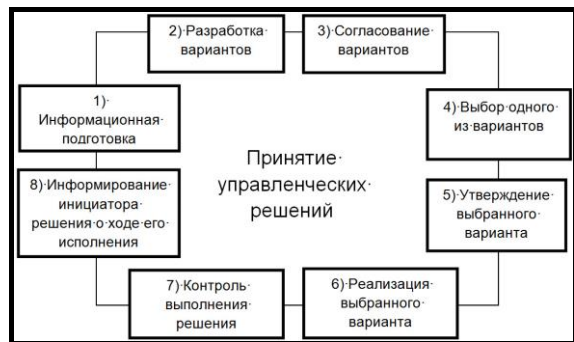 2) Разработка
вариантов
3) Согласование
вариантов
1)
Информационная
подготовка
4) Выбор одного
из вариантов
Принятие
управленческих
решений
8) Информирование
инициатора
решения о ходе его
исполнения
5) Утверждение
выбранного
варианта
7) Контроль
выполнения
решения
6) Реализация
выбранного
варианта